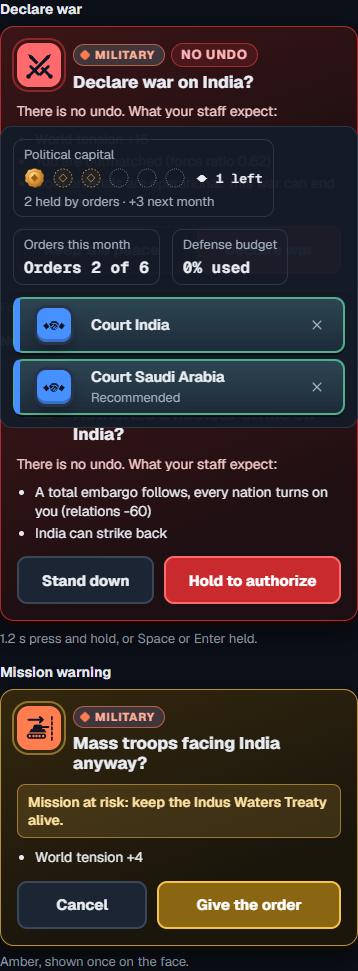 Declare war
MILITARY
NO UNDO
Declare war on India?
There is no undo. What your staff expect:
World tension +15
Political capital
1 left
2 held by orders · +3 next month
Orders this month
Orders 2 of 6
Defense budget
0% used
Court India
×
Court Saudi Arabia
Recommended
×
India?
There is no undo. What your staff expect:
• A total embargo follows, every nation turns on
you (relations -60)
• India can strike back
Stand down
Hold to authorize
1.2 s press and hold, or Space or Enter held.
Mission warning
MILITARY
Mass troops facing India
anyway?
Mission at risk: keep the Indus Waters Treaty
alive.
• World tension +4
Cancel
Give the order
Amber, shown once on the face.